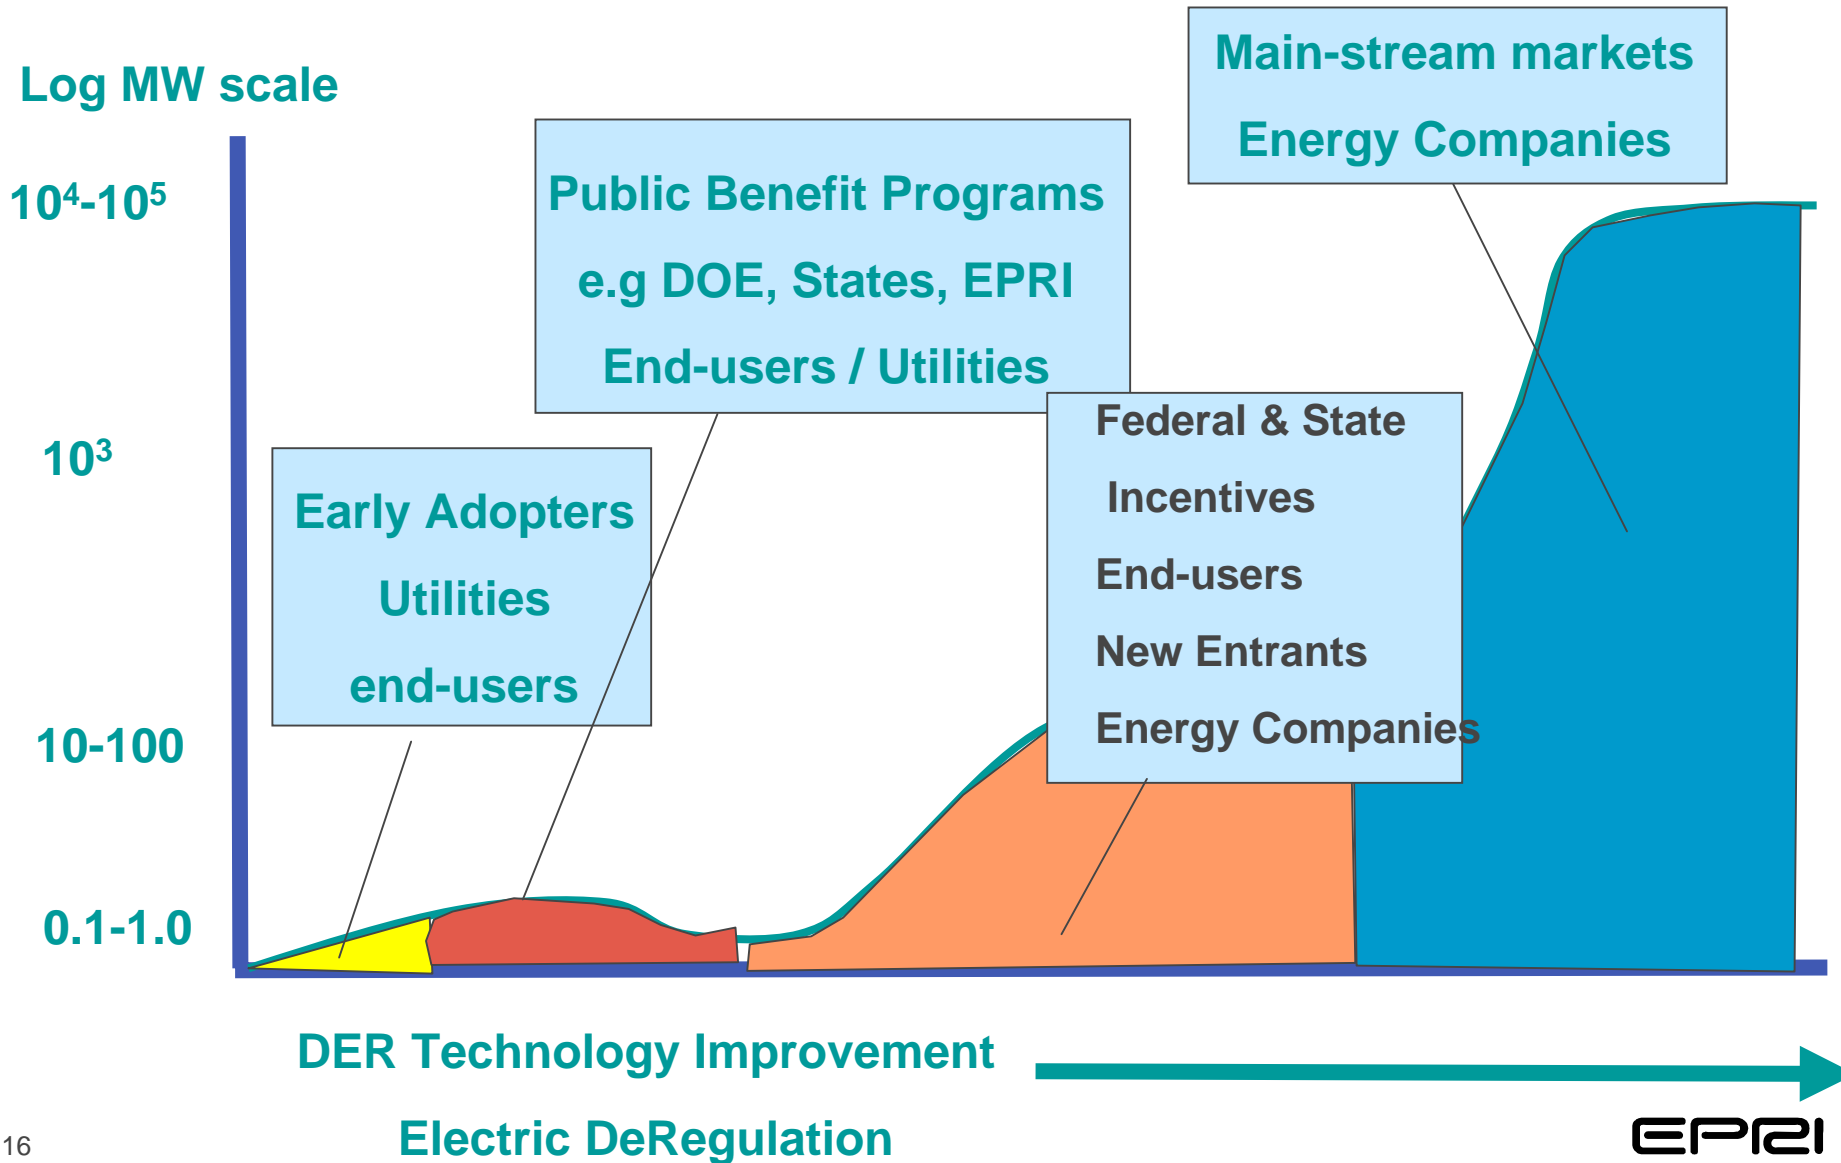 Log MW scale
10⁴-10⁵
10³
10-100
0.1-1.0
Early Adopters
Utilities
end-users
Public Benefit Programs
e.g DOE, States, EPRI
End-users / Utilities
Federal & State
Incentives
End-users
New Entrants
Energy Companies
Main-stream markets
Energy Companies
DER Technology Improvement
Electric DeRegulation
16
EPRI